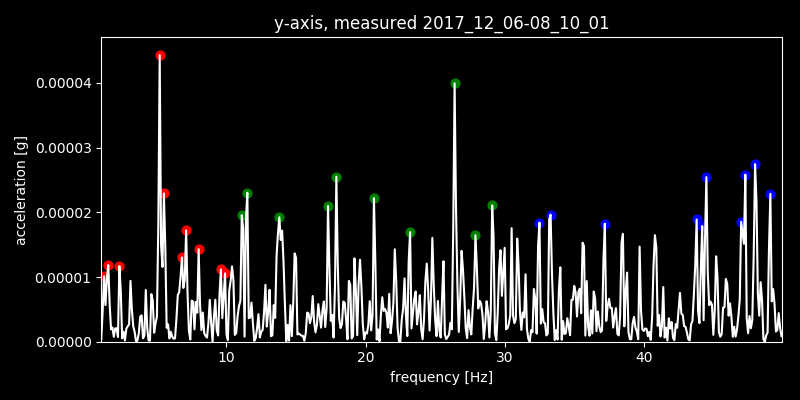 y-axis, measured 2017_12_06-08_10_01
0.00004
0.00003
0.00002
0.00001
0.00000
acceleration [g]
10 20 30 40
frequency [Hz]